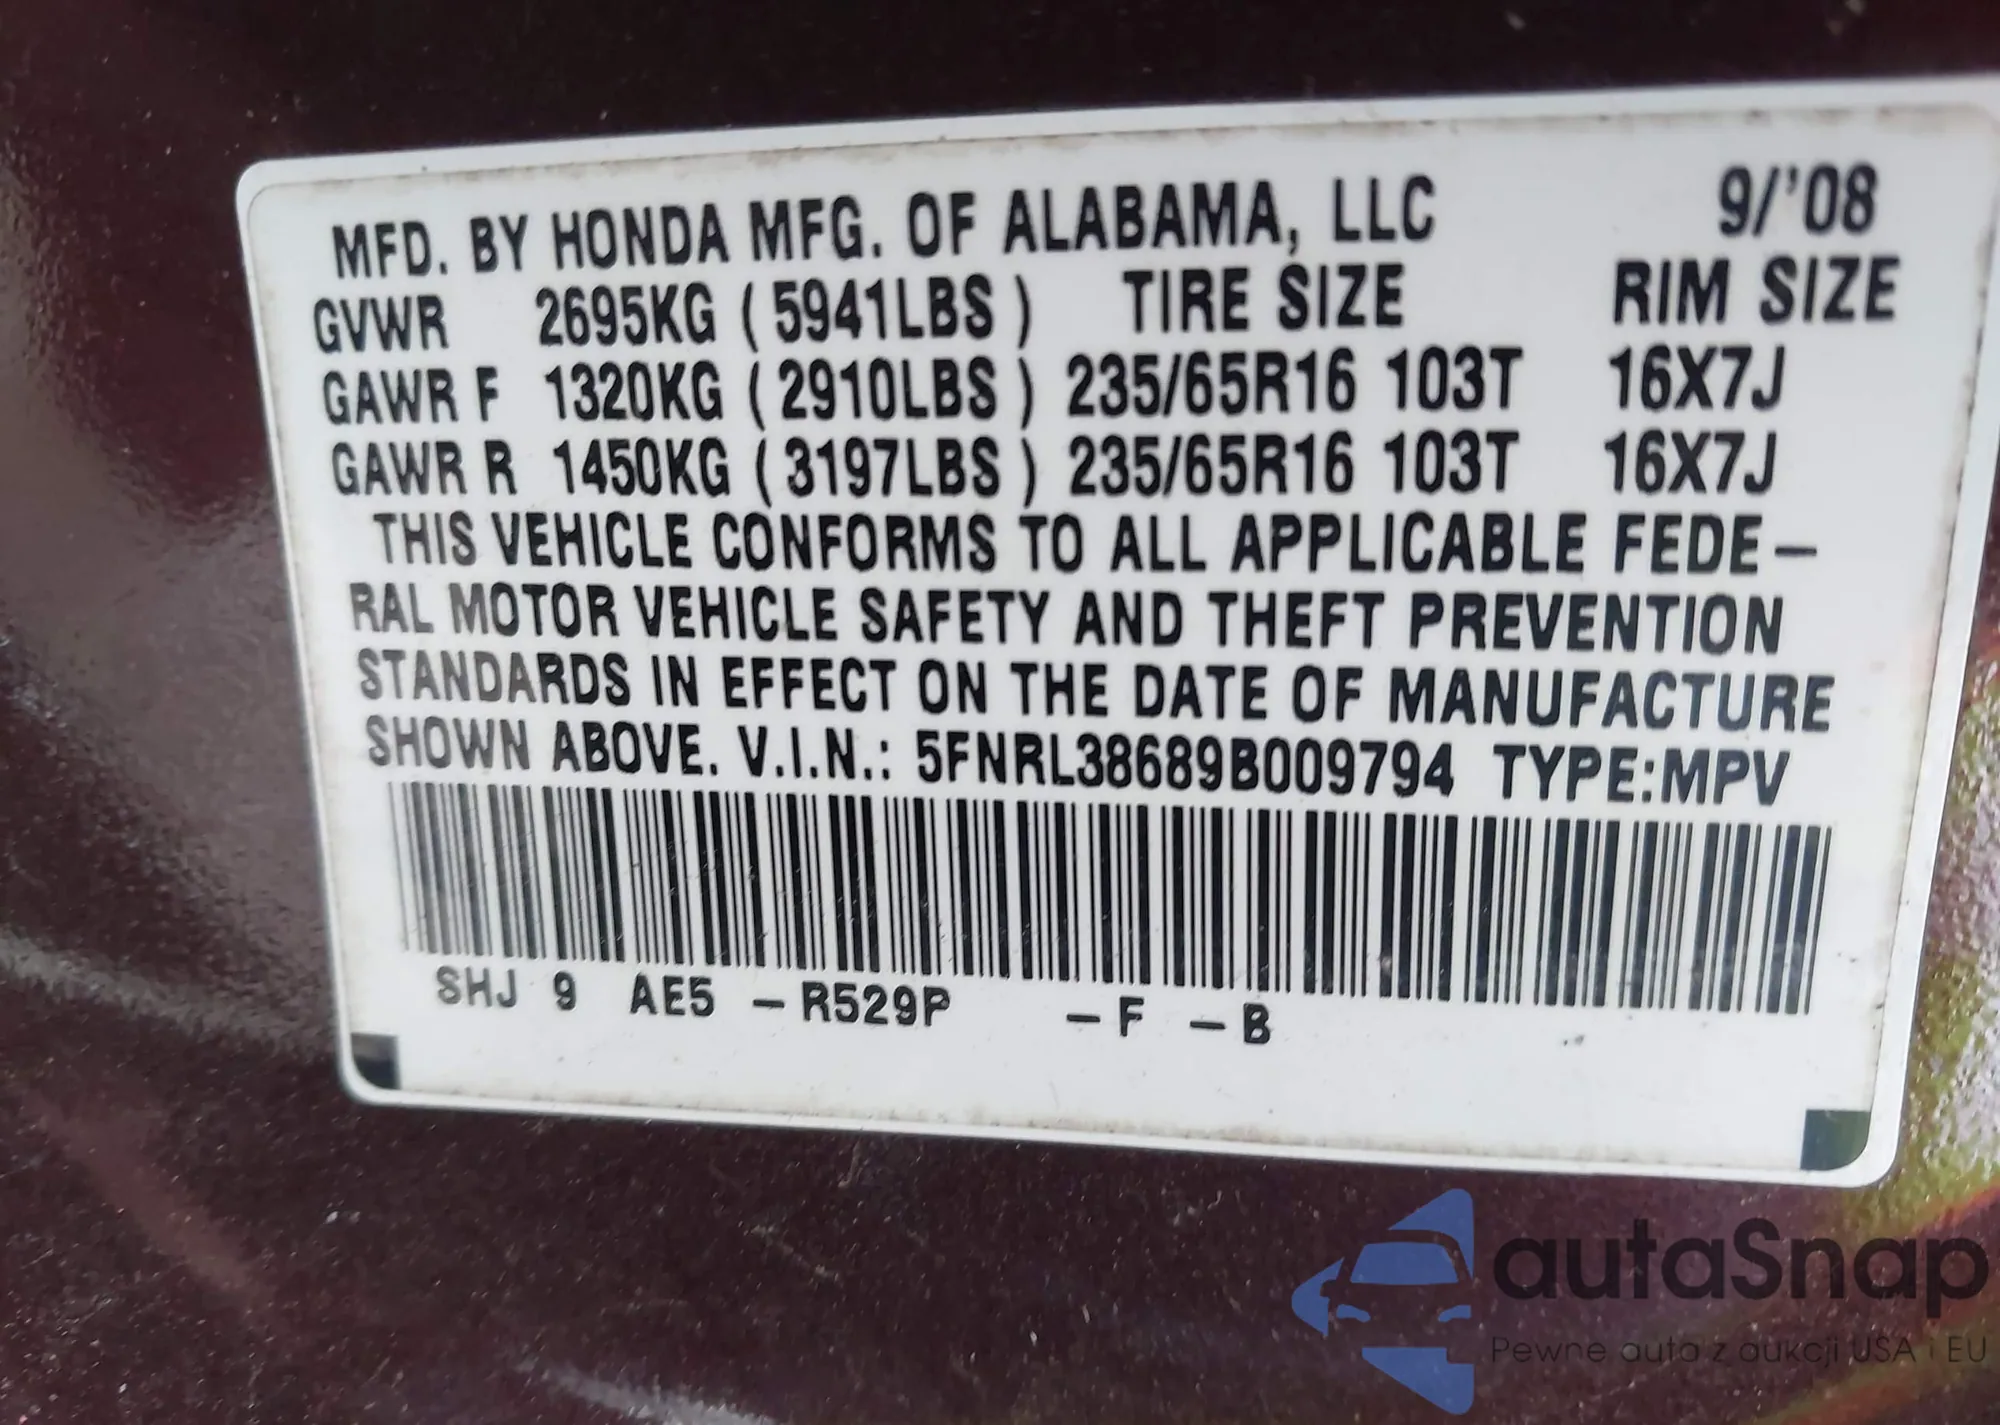 MFD. BY HONDA MFG. OF ALABAMA, LLC 9/'08
GVWR 2695KG ( 5941LBS ) TIRE SIZE RIM SIZE
GAWR F 1320KG ( 2910LBS ) 235/65R16 103T 16X7J
GAWR R 1450KG ( 3197LBS ) 235/65R16 103T 16X7J
THIS VEHICLE CONFORMS TO ALL APPLICABLE FEDE–
RAL MOTOR VEHICLE SAFETY AND THEFT PREVENTION
STANDARDS IN EFFECT ON THE DATE OF MANUFACTURE
SHOWN ABOVE. V.I.N.: 5FNRL38689B009794 TYPE:MPV
SHJ 9 AE5 – R529P – F – B
autaSnap
Pewne auta z aukcji USA i EU